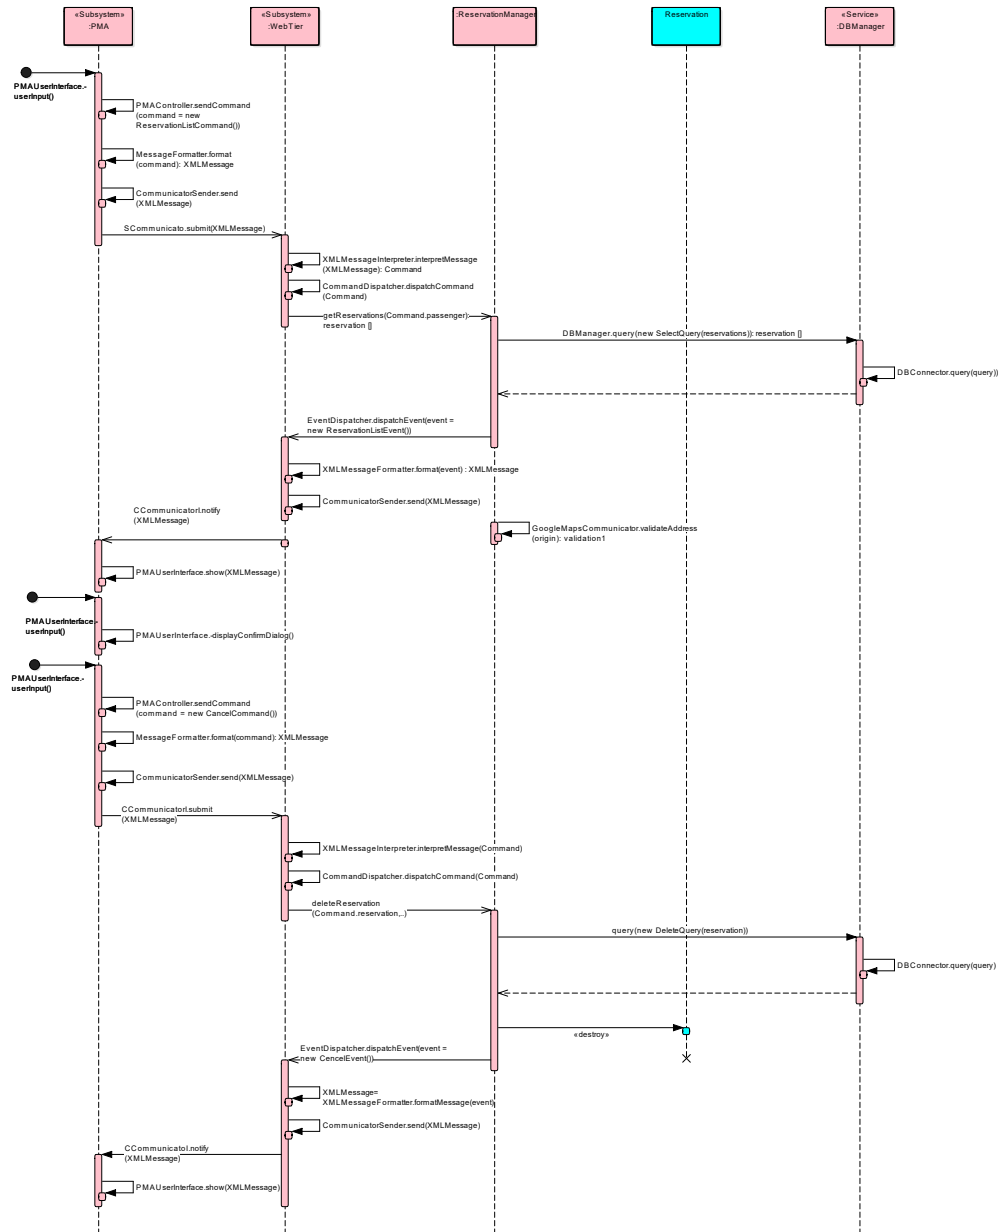 «Subsystem»
:PMA
«Subsystem»
:WebTier
:ReservationManager
Reservation
«Service»
:DBManager
PMAUserInterface.-
userInput()
PMAController.sendCommand
(command = new
ReservationListCommand())
MessageFormatter.format
(command): XMLMessage
CommunicatorSender.send
(XMLMessage)
SCommunicato.submit(XMLMessage)
XMLMessageInterpreter.interpretMessage
(XMLMessage): Command
CommandDispatcher.dispatchCommand
(Command)
getReservations(Command.passenger):
reservation []
DBManager.query(new SelectQuery(reservations)): reservation []
DBConnector.query(query))
EventDispatcher.dispatchEvent(event =
new ReservationListEvent())
XMLMessageFormatter.format(event) : XMLMessage
CommunicatorSender.send(XMLMessage)
CCommunicatorI.notify
(XMLMessage)
GoogleMapsCommunicator.validateAddress
(origin): validation1
PMAUserInterface.show(XMLMessage)
PMAUserInterface.-
userInput()
PMAUserInterface.-displayConfirmDialog()
PMAUserInterface.-
userInput()
PMAController.sendCommand
(command = new CancelCommand())
MessageFormatter.format(command): XMLMessage
CommunicatorSender.send(XMLMessage)
CCommunicatorI.submit
(XMLMessage)
XMLMessageInterpreter.interpretMessage(Command)
CommandDispatcher.dispatchCommand(Command)
deleteReservation
(Command.reservation,..)
query(new DeleteQuery(reservation))
DBConnector.query(query)
«destroy»
EventDispatcher.dispatchEvent(event =
new CencelEvent())
XMLMessage=
XMLMessageFormatter.formatMessage(event)
CommunicatorSender.send(XMLMessage)
CCommunicatoI.notify
(XMLMessage)
PMAUserInterface.show(XMLMessage)